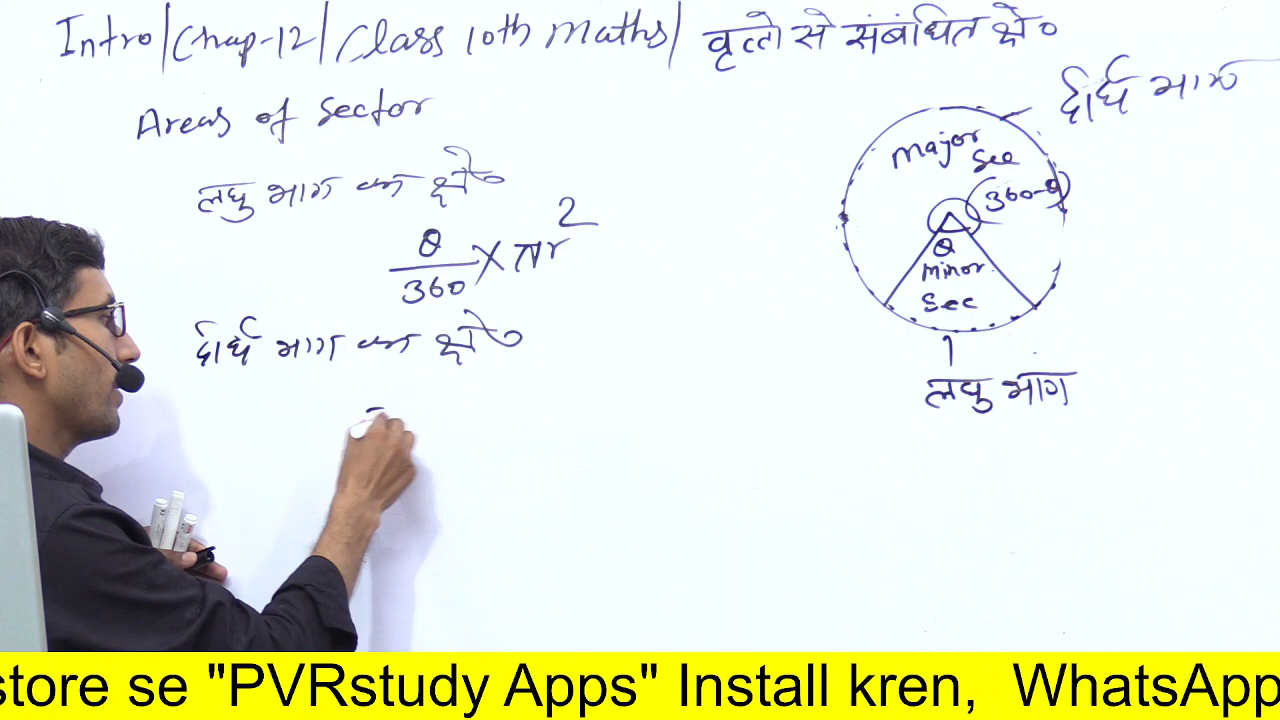 Intro/Chap-12/Class 10th Maths/ वृत्तो से संबंधित क्षे०
Areas of Sector
लघु भाग का क्षे०
θ/360 × πr²
दीर्घ भाग का क्षे०
दीर्घ भाग
Major
Sec
(360-θ)
θ
Minor
Sec
लघु भाग
store se "PVRstudy Apps" Install kren, WhatsApp